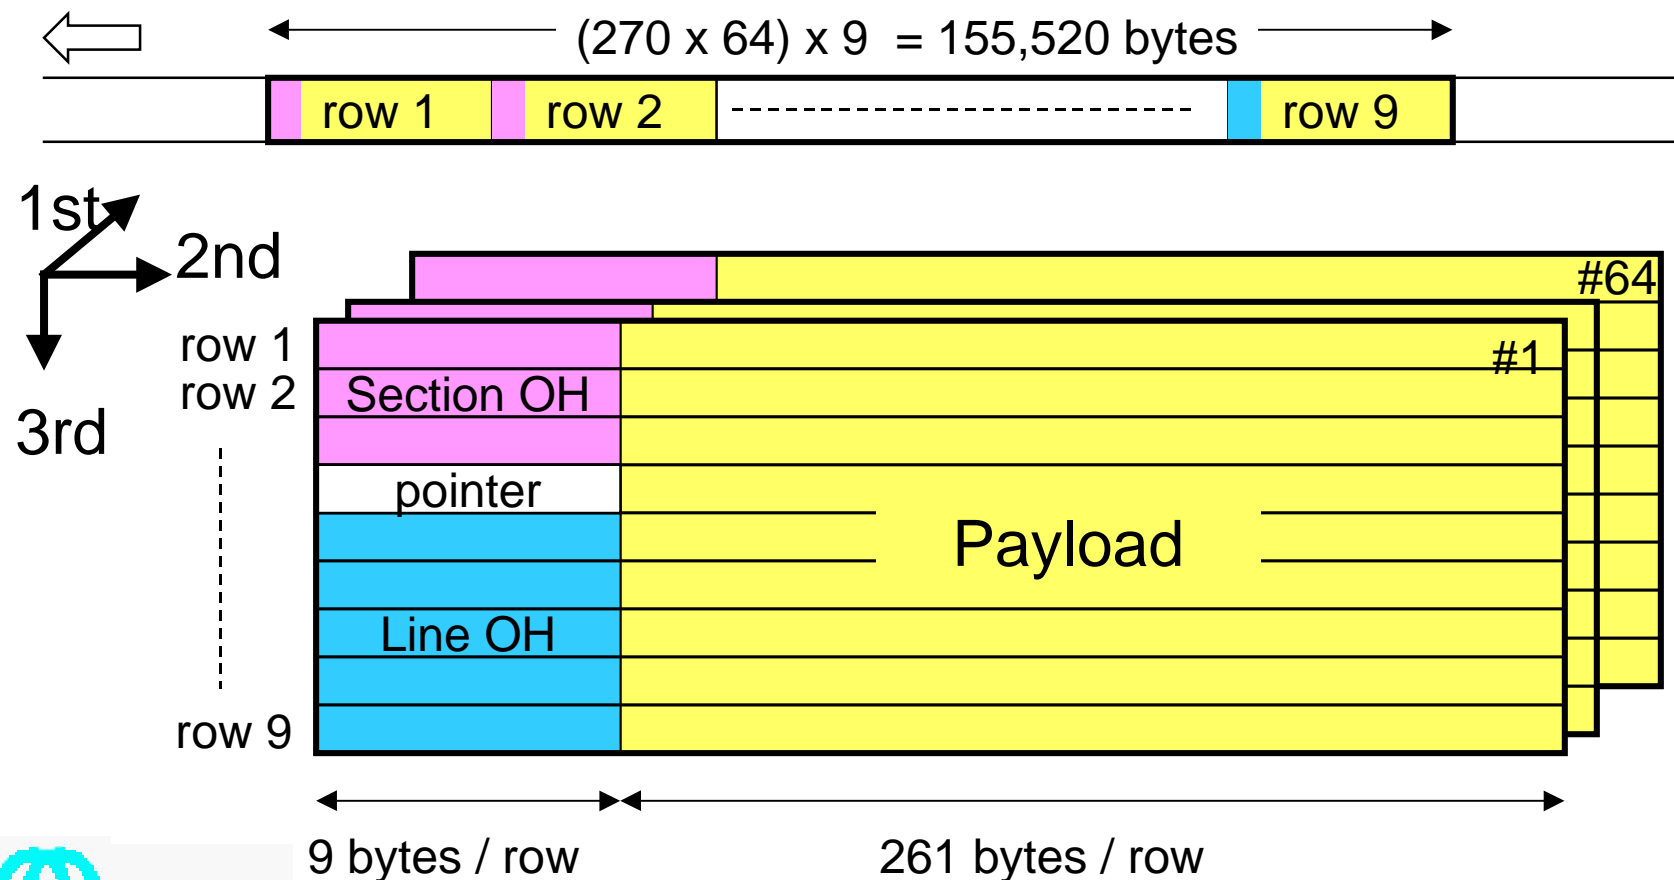 (270 x 64) x 9 = 155,520 bytes
row 1 row 2 row 9
1st
2nd
3rd
#64
row 1 #1
row 2 Section OH
pointer
Payload
Line OH
row 9
9 bytes / row 261 bytes / row